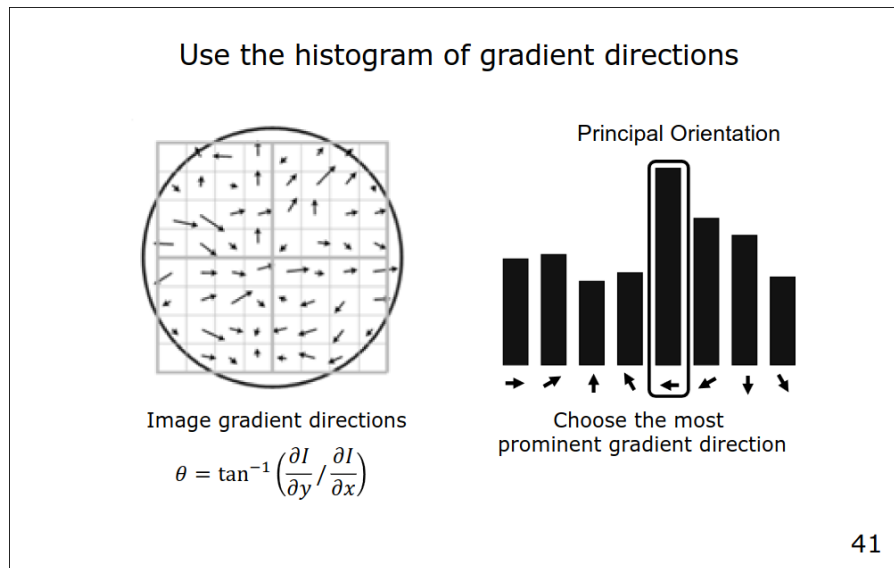 Use the histogram of gradient directions
Image gradient directions
θ = tan⁻¹ (∂I/∂y / ∂I/∂x)
Principal Orientation
Choose the most
prominent gradient direction
41